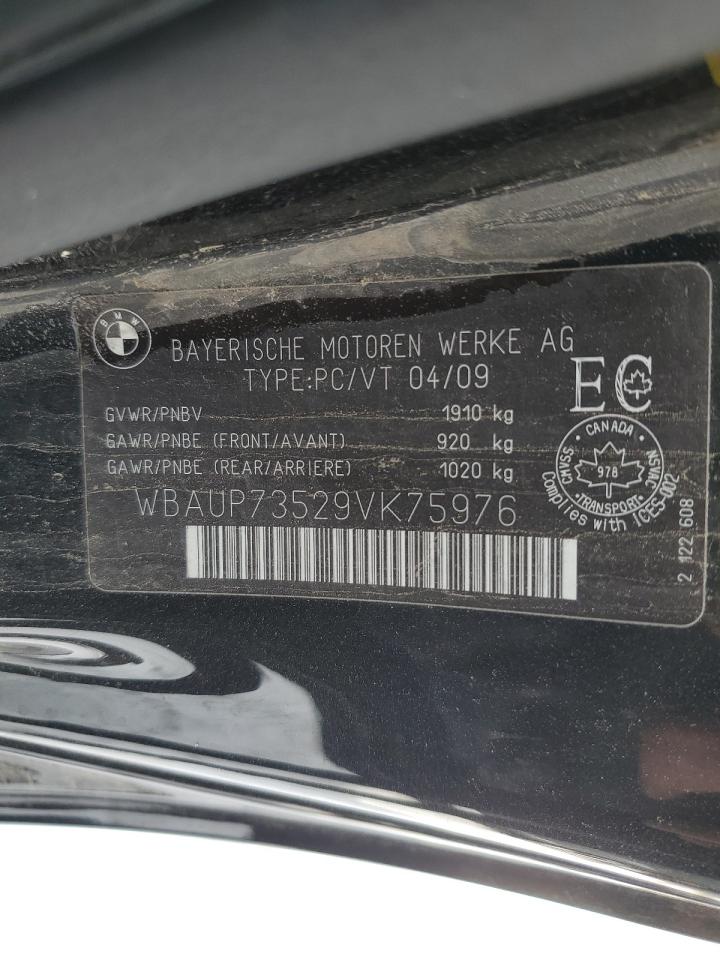 BMW
BAYERISCHE MOTOREN WERKE AG
TYPE:PC/VT 04/09
GVWR/PNBV 1910 kg
GAWR/PNBE (FRONT/AVANT) 920 kg
GAWR/PNBE (REAR/ARRIERE) 1020 kg
WBAUP73529VK75976
EC
CANADA
CMVSS
978
NSVAC
TRANSPORT
Complies with ICES-002
2 122 608